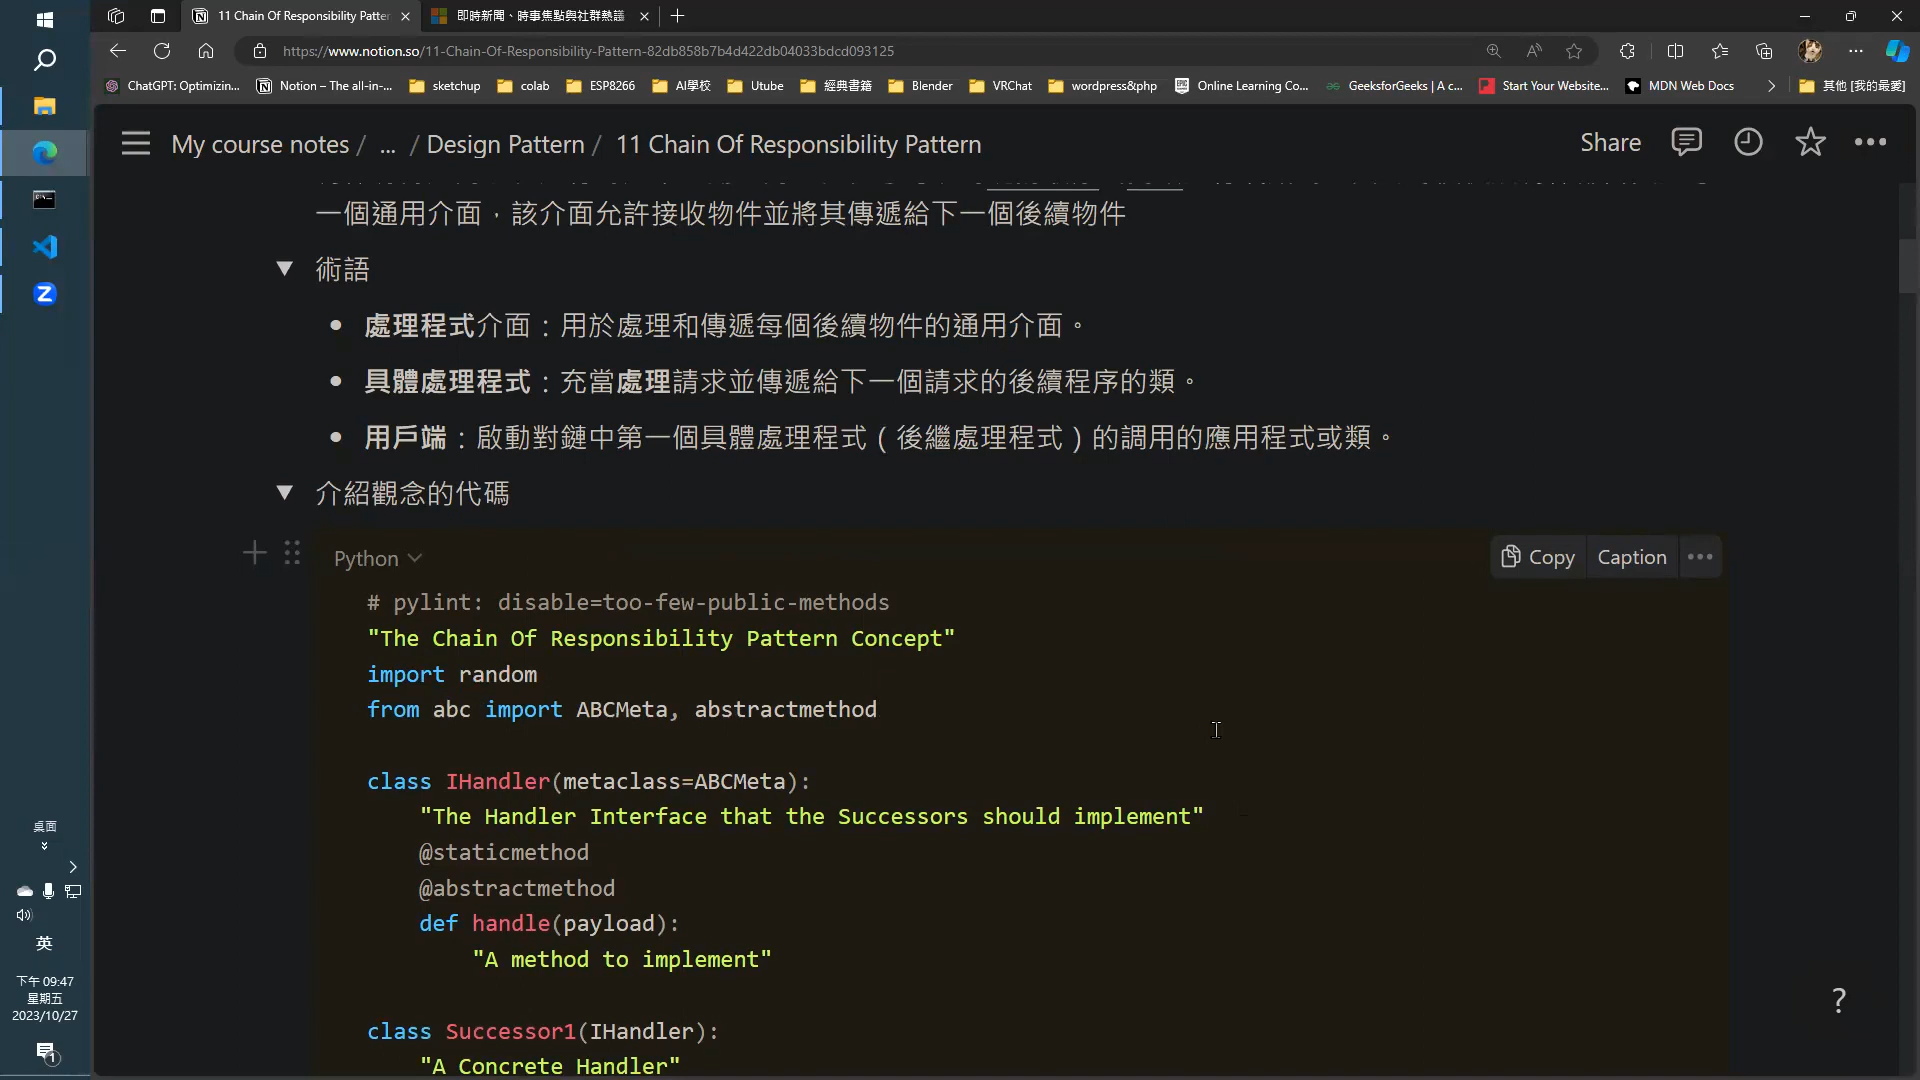 11 Chain Of Responsibility Patter
即時新聞、時事焦點與社群熱議
https://www.notion.so/11-Chain-Of-Responsibility-Pattern-82db858b7b4d422db04033bdcd093125
ChatGPT: Optimizin...
Notion – The all-in-...
sketchup
colab
ESP8266
AI學校
Utube
經典書籍
Blender
VRChat
wordpress&php
Online Learning Co...
GeeksforGeeks | A c...
Start Your Website...
MDN Web Docs
其他 [我的最愛]
My course notes / ... / Design Pattern / 11 Chain Of Responsibility Pattern
Share
一個通用介面，該介面允許接收物件並將其傳遞給下一個後續物件
術語
處理程式介面：用於處理和傳遞每個後續物件的通用介面。
具體處理程式：充當處理請求並傳遞給下一個請求的後續程序的類。
用戶端：啟動對鏈中第一個具體處理程式（後繼處理程式）的調用的應用程式或類。
介紹觀念的代碼
Python
Copy
Caption
# pylint: disable=too-few-public-methods
"The Chain Of Responsibility Pattern Concept"
import random
from abc import ABCMeta, abstractmethod
class IHandler(metaclass=ABCMeta):
"The Handler Interface that the Successors should implement"
@staticmethod
@abstractmethod
def handle(payload):
"A method to implement"
class Successor1(IHandler):
"A Concrete Handler"
桌面
英
下午 09:47
星期五
2023/10/27
1
?